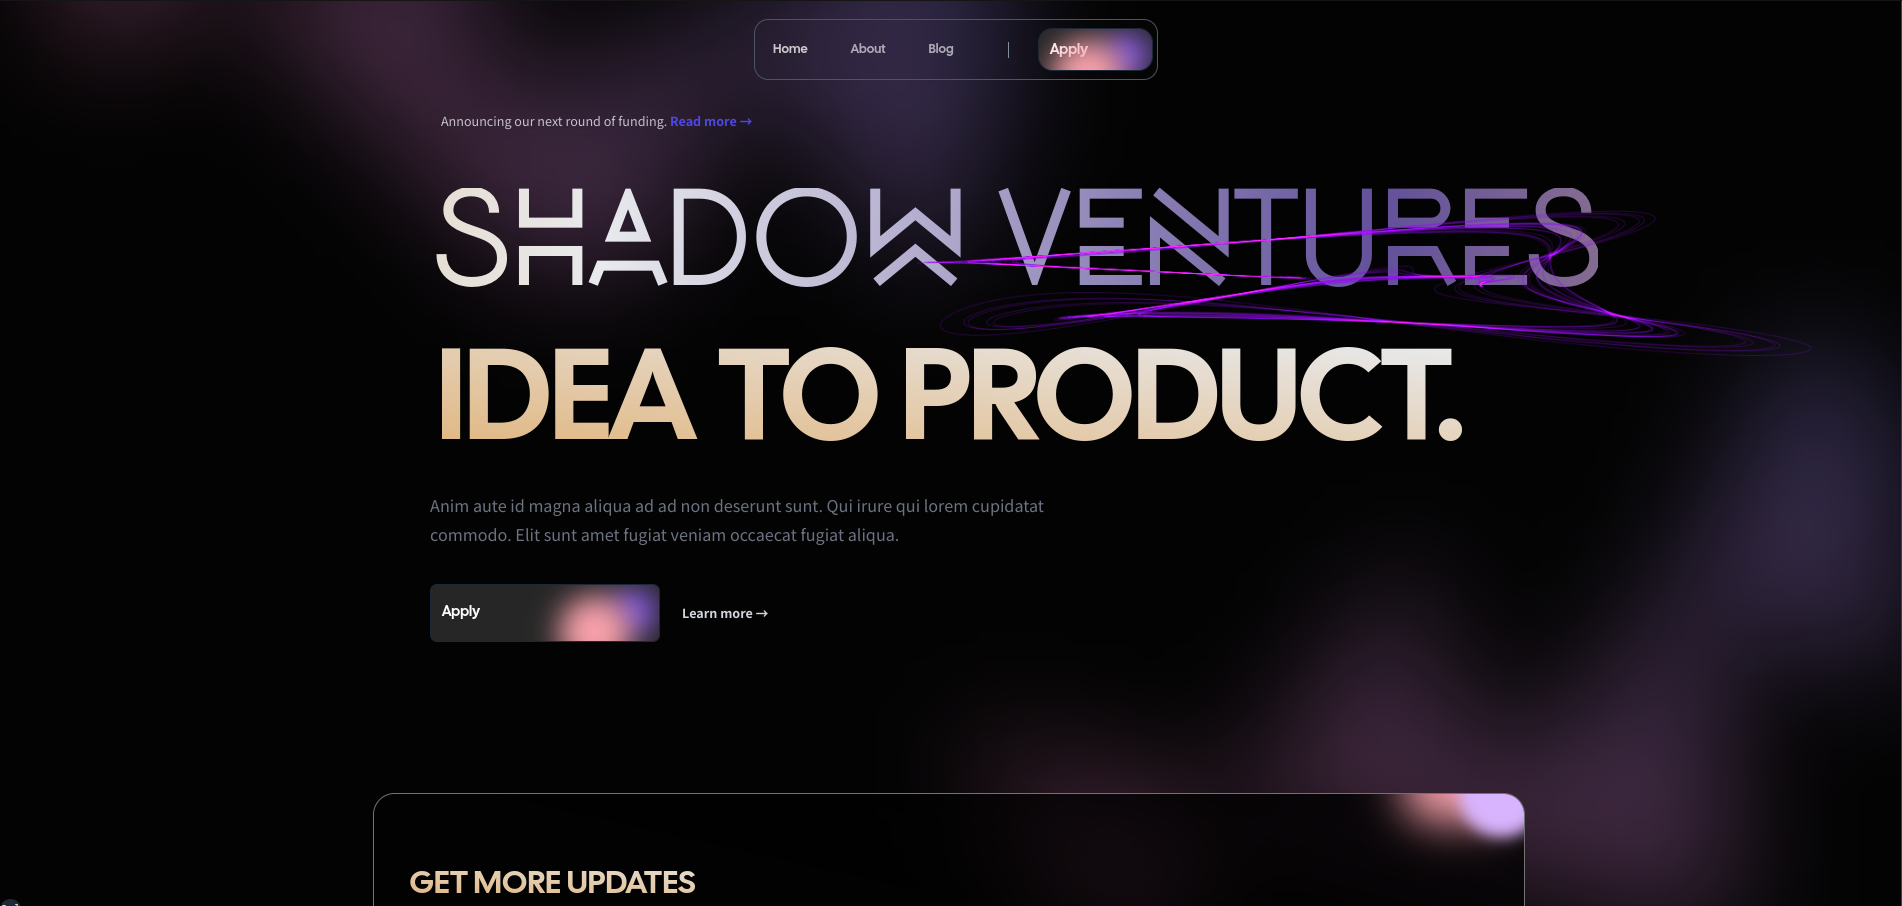 Home About Blog | Apply
Announcing our next round of funding. Read more →
SHADOW VENTURES
IDEA TO PRODUCT.
Anim aute id magna aliqua ad ad non deserunt sunt. Qui irure qui lorem cupidatat
commodo. Elit sunt amet fugiat veniam occaecat fugiat aliqua.
Apply
Learn more →
GET MORE UPDATES